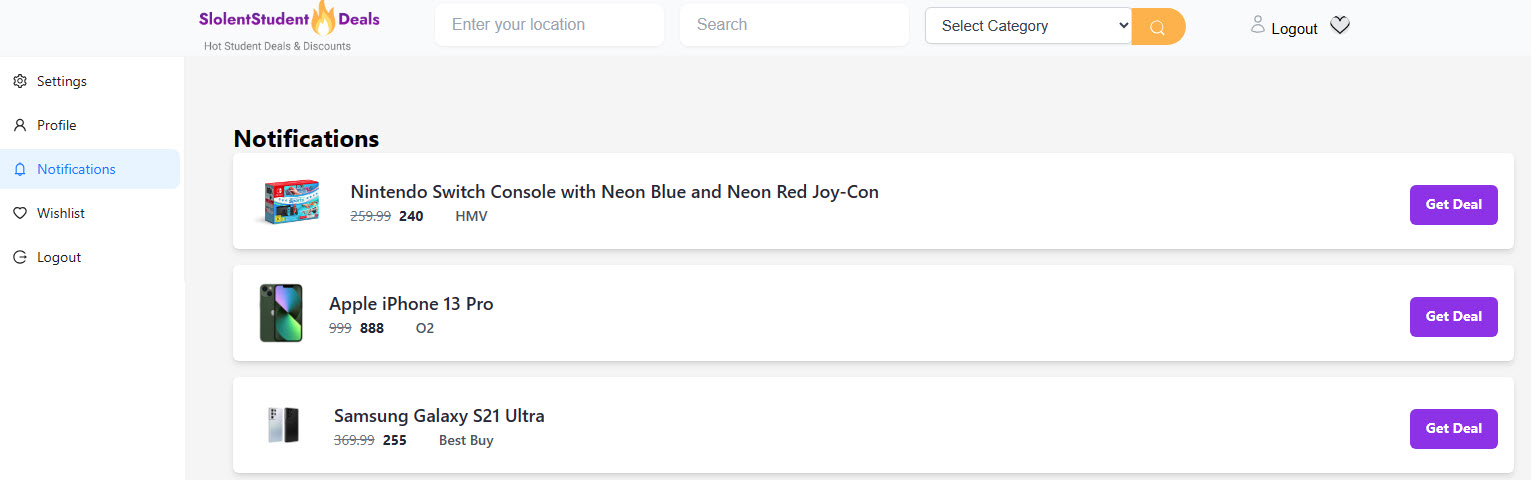 SlolentStudent Deals
Hot Student Deals & Discounts
Enter your location
Search
Select Category
Logout
Settings
Profile
Notifications
Wishlist
Logout
Notifications
Nintendo Switch Console with Neon Blue and Neon Red Joy-Con
259.99 240 HMV
Get Deal
Apple iPhone 13 Pro
999 888 O2
Get Deal
Samsung Galaxy S21 Ultra
369.99 255 Best Buy
Get Deal